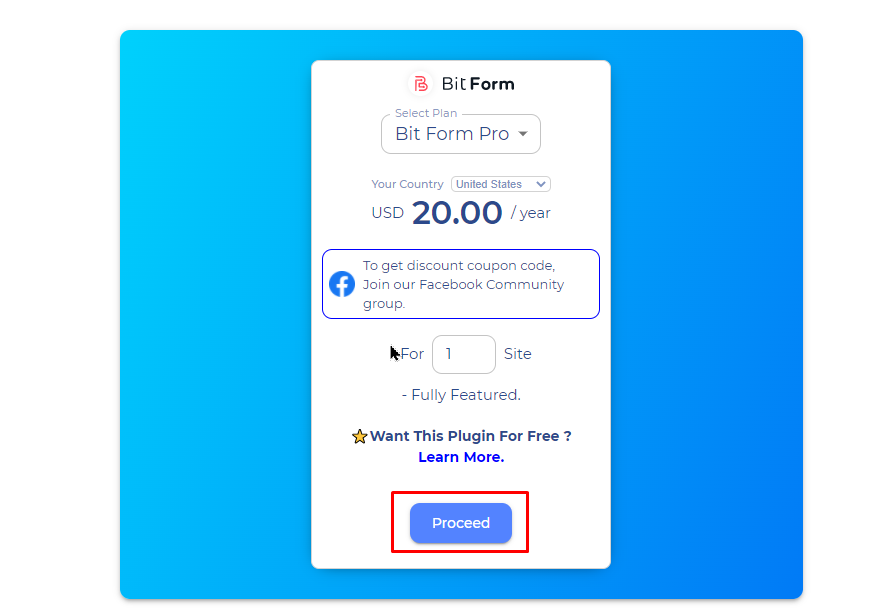 Bit Form
Select Plan
Bit Form Pro
Your Country United States
USD 20.00 / year
To get discount coupon code,
Join our Facebook Community
group.
For 1 Site
- Fully Featured.
Want This Plugin For Free ?
Learn More.
Proceed